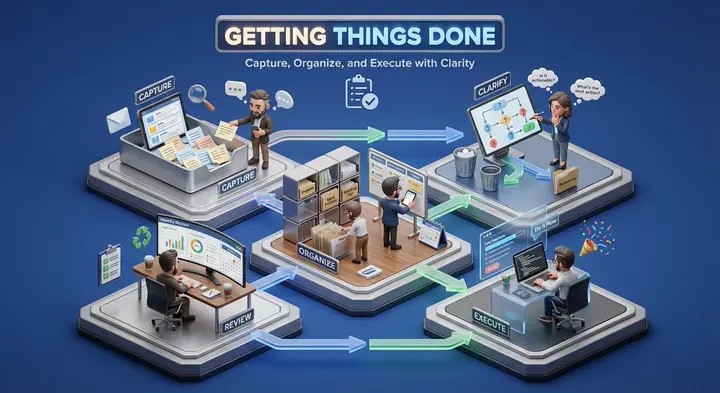 GETTING THINGS DONE
Capture, Organize, and Execute with Clarity
CAPTURE
CAPTURE
CLARIFY
Is it
actionable?
What's the
next action?
ORGANIZE
Do It Now
REVIEW
EXECUTE